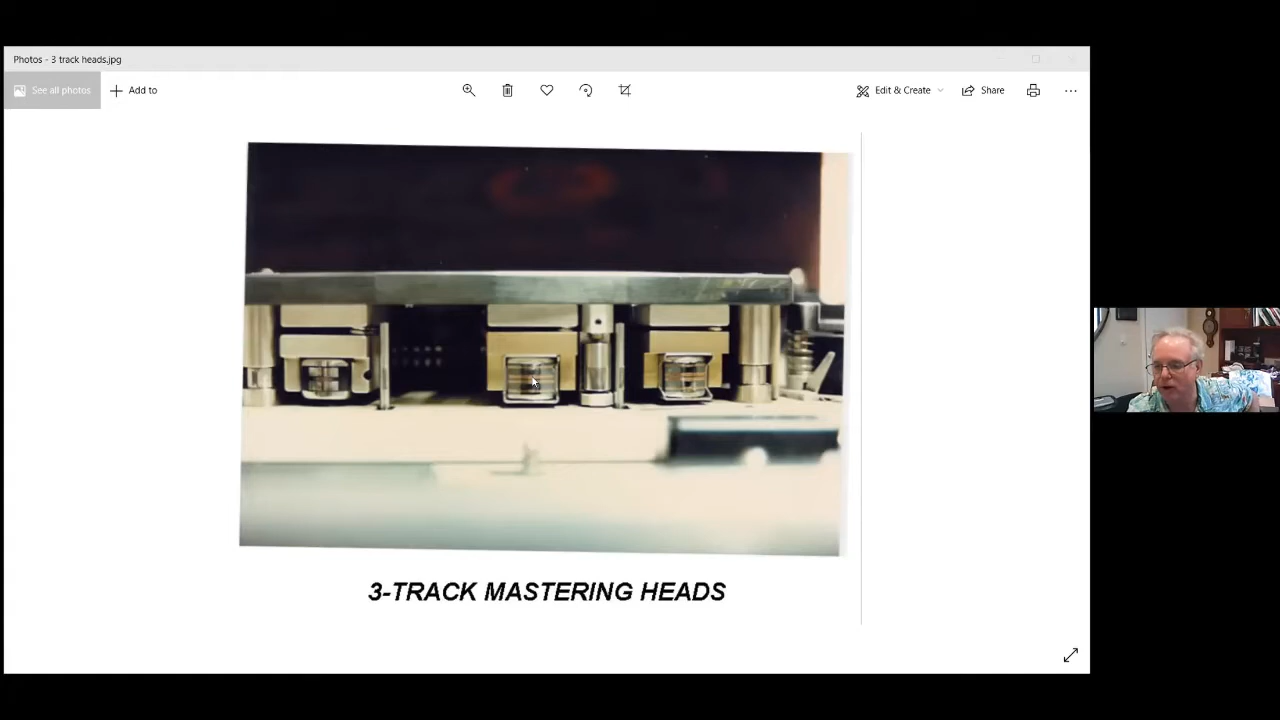 Photos - 3 track heads.jpg
See all photos
Add to
Edit & Create
Share
3-TRACK MASTERING HEADS